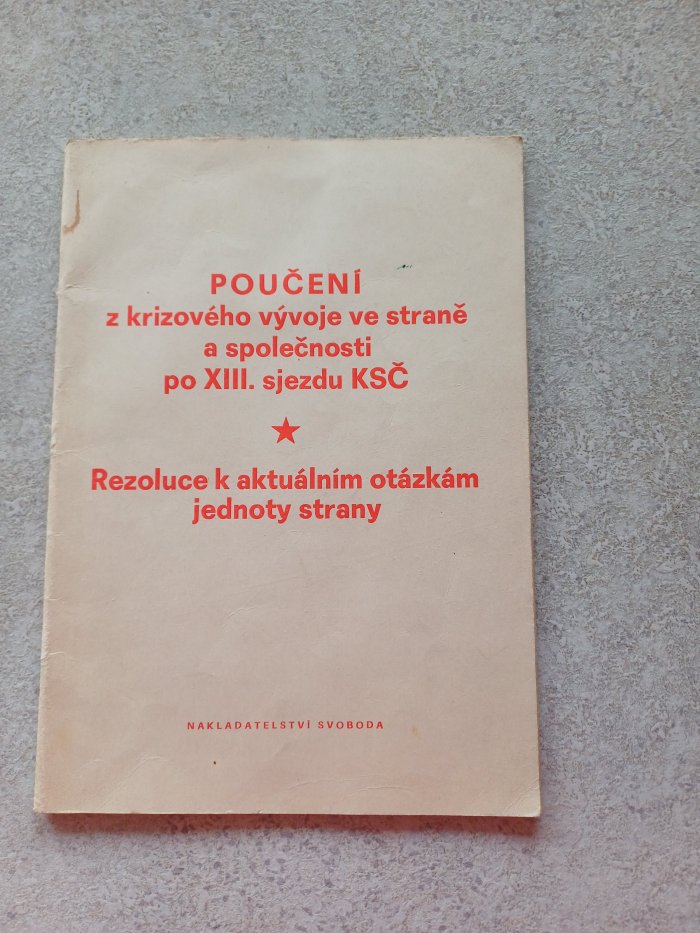 POUČENÍ
z krizového vývoje ve straně
a společnosti
po XIII. sjezdu KSČ
Rezoluce k aktuálním otázkám
jednoty strany
NAKLADATELSTVÍ SVOBODA